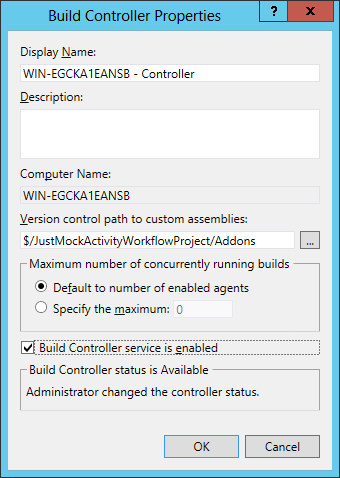 Build Controller Properties
?
x
Display Name:
WIN-EGCKA1EANSB - Controller
Description:
Computer Name:
WIN-EGCKA1EANSB
Version control path to custom assemblies:
$/JustMockActivityWorkflowProject/Addons
...
Maximum number of concurrently running builds
Default to number of enabled agents
Specify the maximum: 0
Build Controller service is enabled
Build Controller status is Available
Administrator changed the controller status.
OK
Cancel